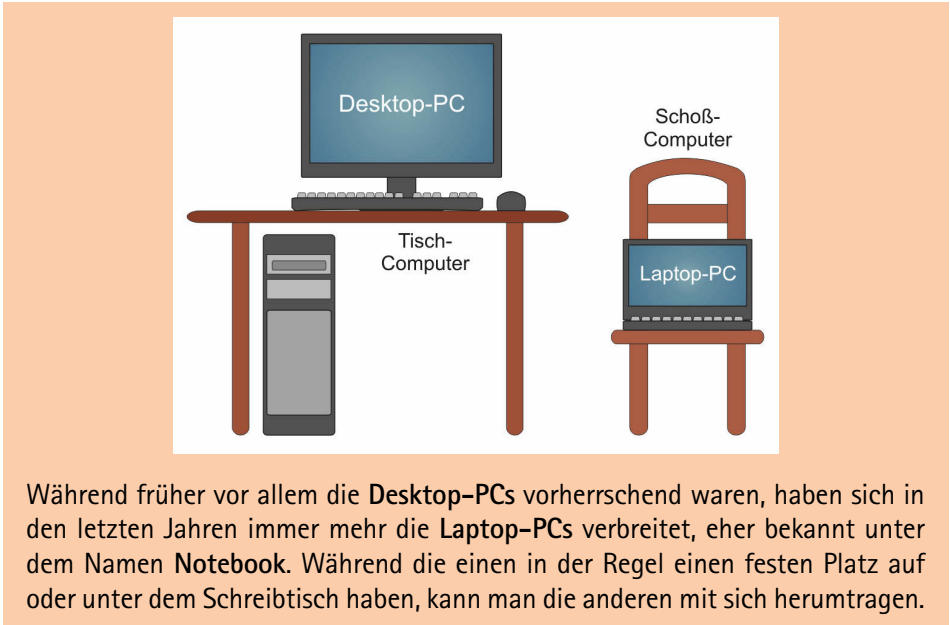 Desktop-PC
Schoß-
Computer
Tisch-
Computer
Laptop-PC
Während früher vor allem die Desktop-PCs vorherrschend waren, haben sich in
den letzten Jahren immer mehr die Laptop-PCs verbreitet, eher bekannt unter
dem Namen Notebook. Während die einen in der Regel einen festen Platz auf
oder unter dem Schreibtisch haben, kann man die anderen mit sich herumtragen.